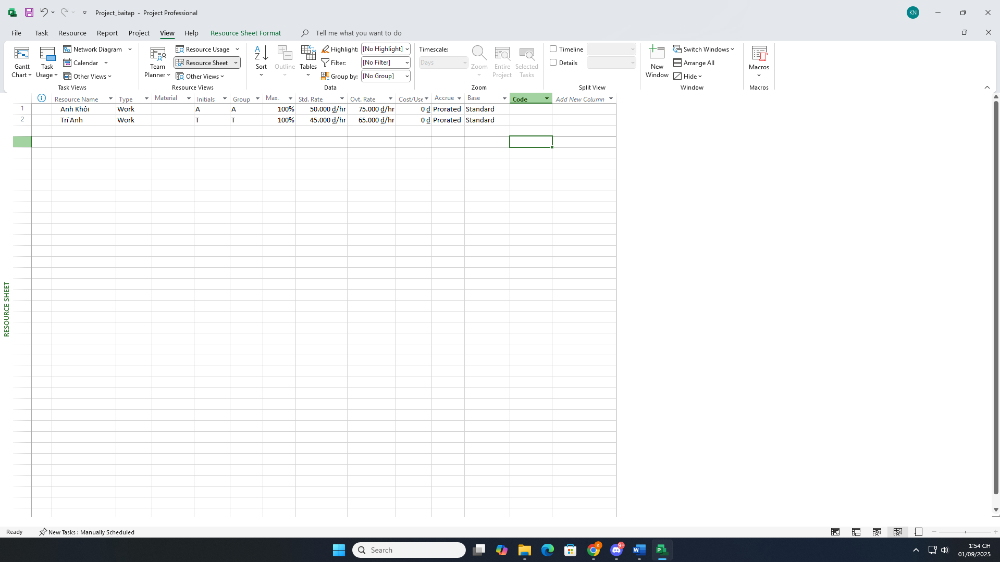 Project_baitap - Project Professional
KN
File Task Resource Report Project View Help Resource Sheet Format Tell me what you want to do
Gantt Chart
Task Usage
Network Diagram
Calendar
Other Views
Task Views
Team Planner
Resource Usage
Resource Sheet
Other Views
Resource Views
Sort
Outline
Tables
Highlight: [No Highlight]
Filter: [No Filter]
Group by: [No Group]
Data
Timescale:
Days
Zoom
Entire Project
Selected Tasks
Zoom
Timeline
Details
Split View
New Window
Switch Windows
Arrange All
Hide
Window
Macros
Macros
Resource Name Type Material Initials Group Max. Std. Rate Ovt. Rate Cost/Use Accrue Base Code Add New Column
1 Anh Khôi Work A A 100% 50.000 ₫/hr 75.000 ₫/hr 0 ₫ Prorated Standard
2 Trí Anh Work T T 100% 45.000 ₫/hr 65.000 ₫/hr 0 ₫ Prorated Standard
RESOURCE SHEET
Ready New Tasks : Manually Scheduled
Search
K
9+
1:54 CH
01/09/2025